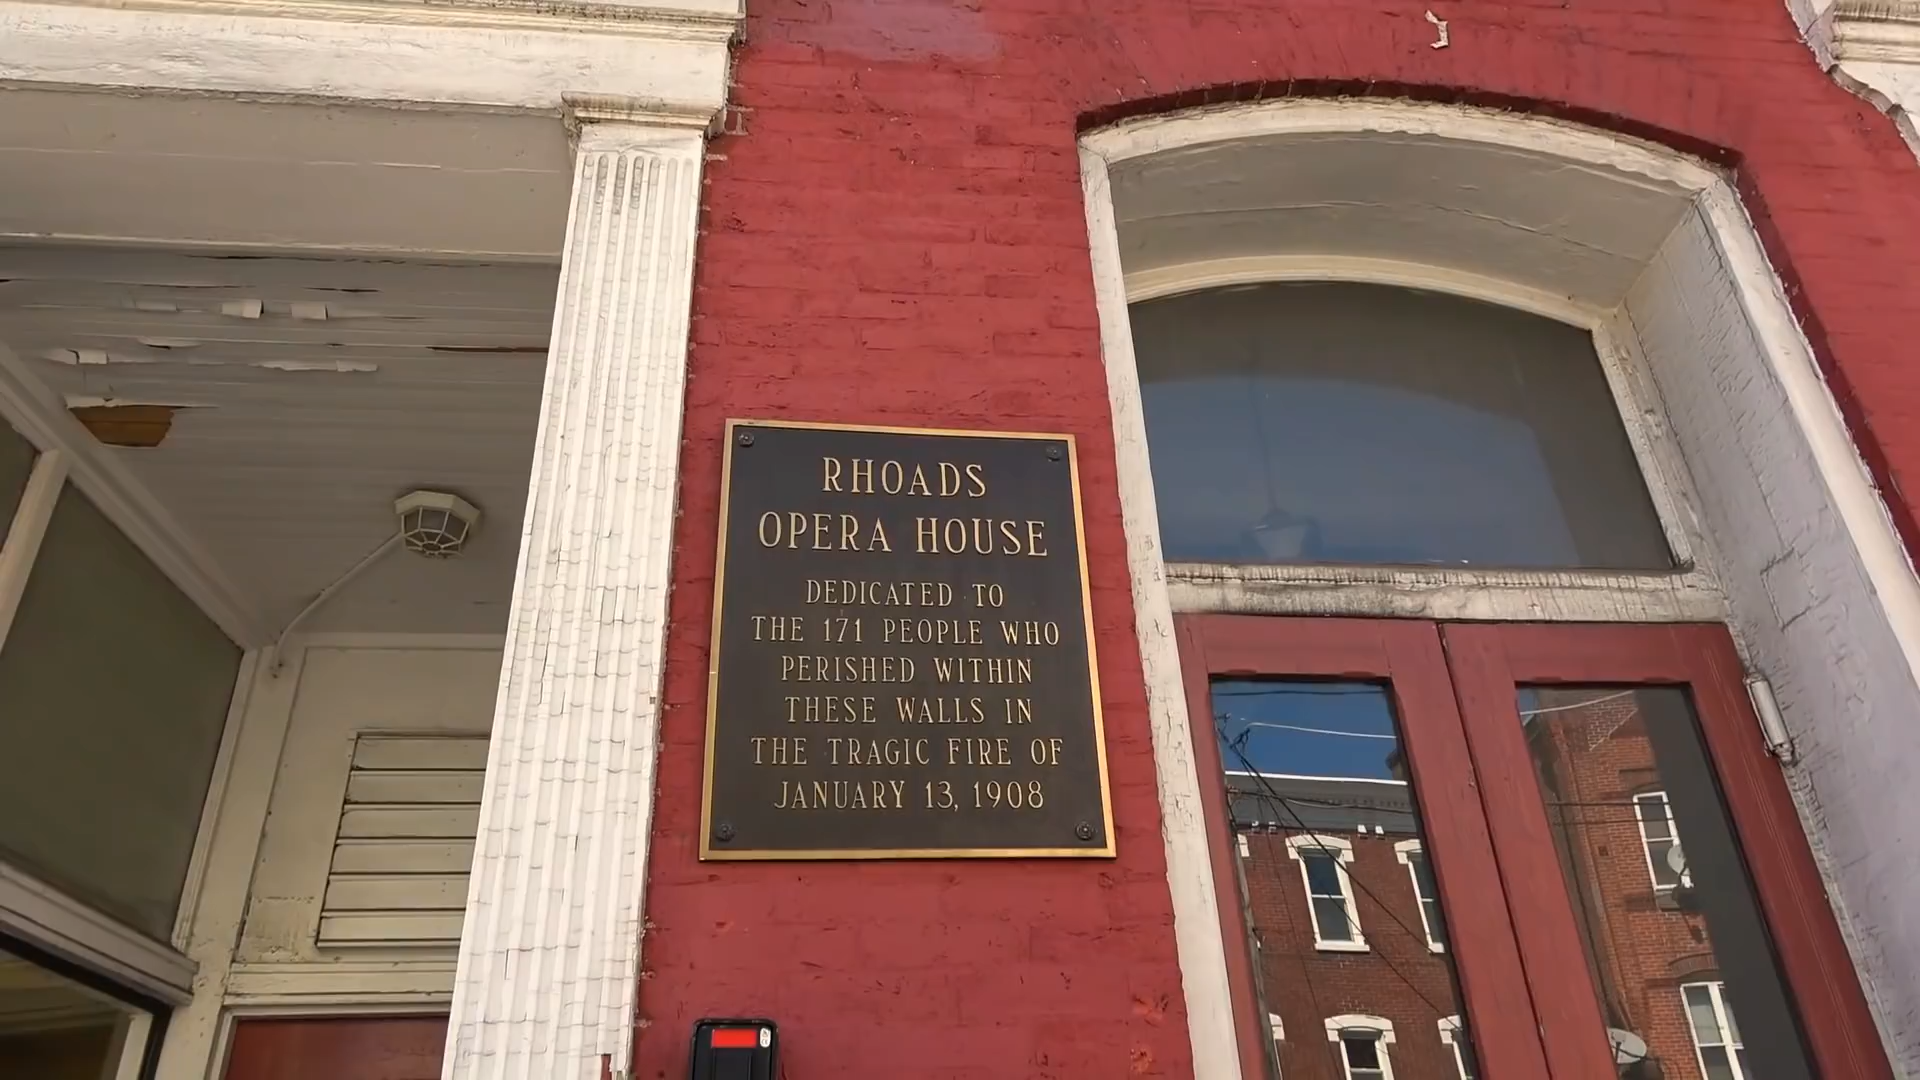 RHOADS
OPERA HOUSE
DEDICATED TO
THE 171 PEOPLE WHO
PERISHED WITHIN
THESE WALLS IN
THE TRAGIC FIRE OF
JANUARY 13, 1908